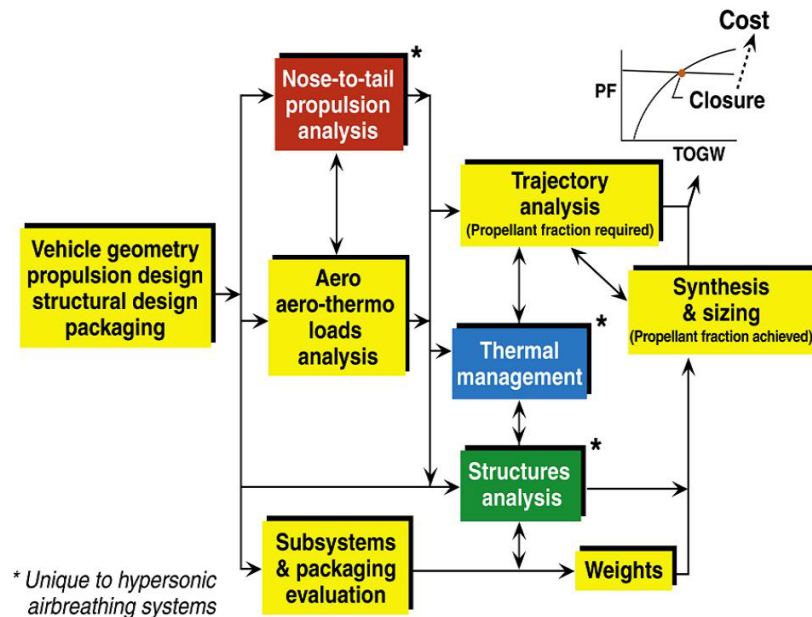 *
Nose-to-tail
propulsion
analysis
Cost
PF
Closure
TOGW
Trajectory
analysis
(Propellant fraction required)
Vehicle geometry
propulsion design
structural design
packaging
Aero
aero-thermo
loads
analysis
Synthesis
& sizing
(Propellant fraction achieved)
*
Thermal
management
*
Structures
analysis
Subsystems
& packaging
evaluation
Weights
* Unique to hypersonic
airbreathing systems